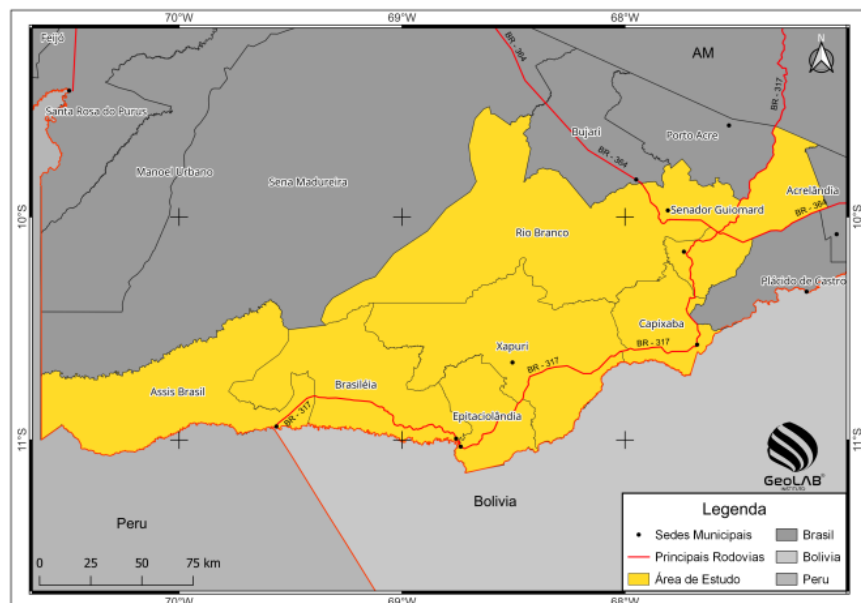 70°W 69°W 68°W
Feijó
N
AM
BR - 364
BR - 317
Santa Rosa do Purus
Bujari
Porto Acre
BR - 364
Manoel Urbano
Sena Madureira
Acrelândia
Senador Guiomard
BR - 364
10°S 10°S
Rio Branco
Plácido de Castro
Capixaba
Xapuri
BR - 317
BR - 317
Assis Brasil
Brasiléia
BR - 317
Epitaciolândia
11°S 11°S
GeoLAB
INSTITUTO
Bolivia
Peru
Legenda
Sedes Municipais
Brasil
Principais Rodovias
Bolivia
Área de Estudo
Peru
0 25 50 75 km
70°W 69°W 68°W